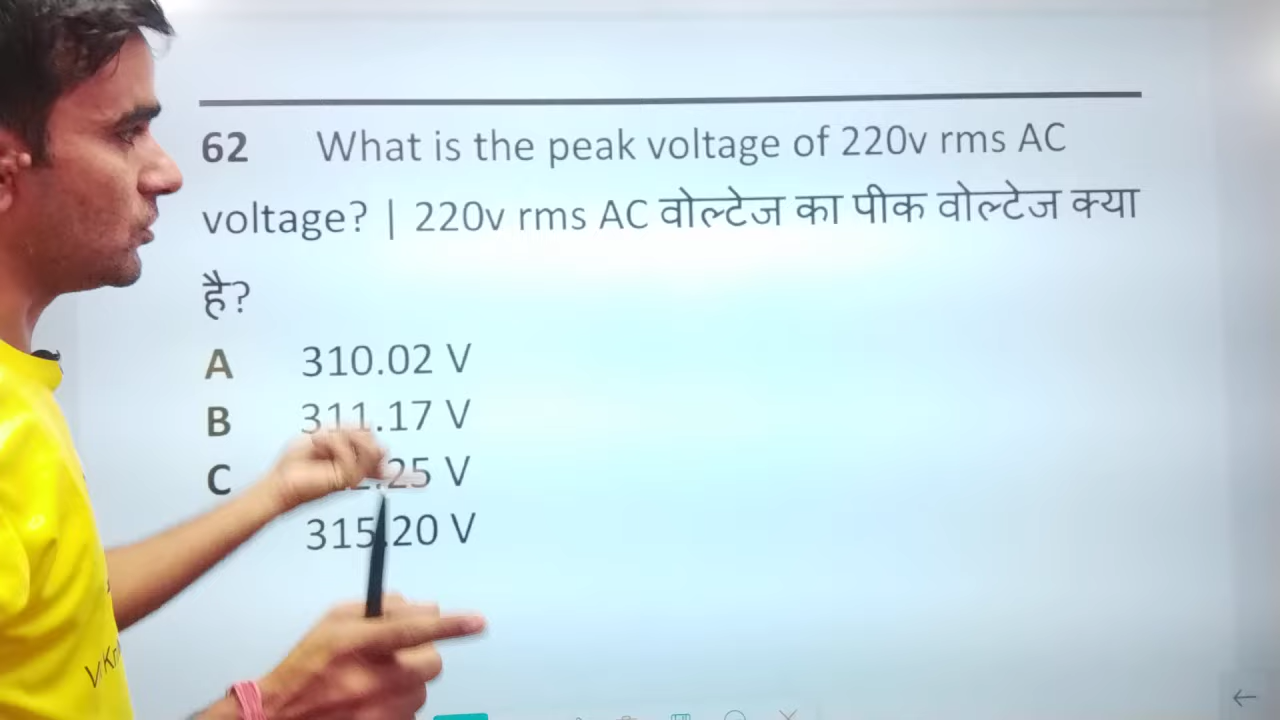 62 What is the peak voltage of 220v rms AC
voltage? | 220v rms AC वोल्टेज का पीक वोल्टेज क्या
है?
A 310.02 V
B 311.17 V
C .25 V
315.20 V